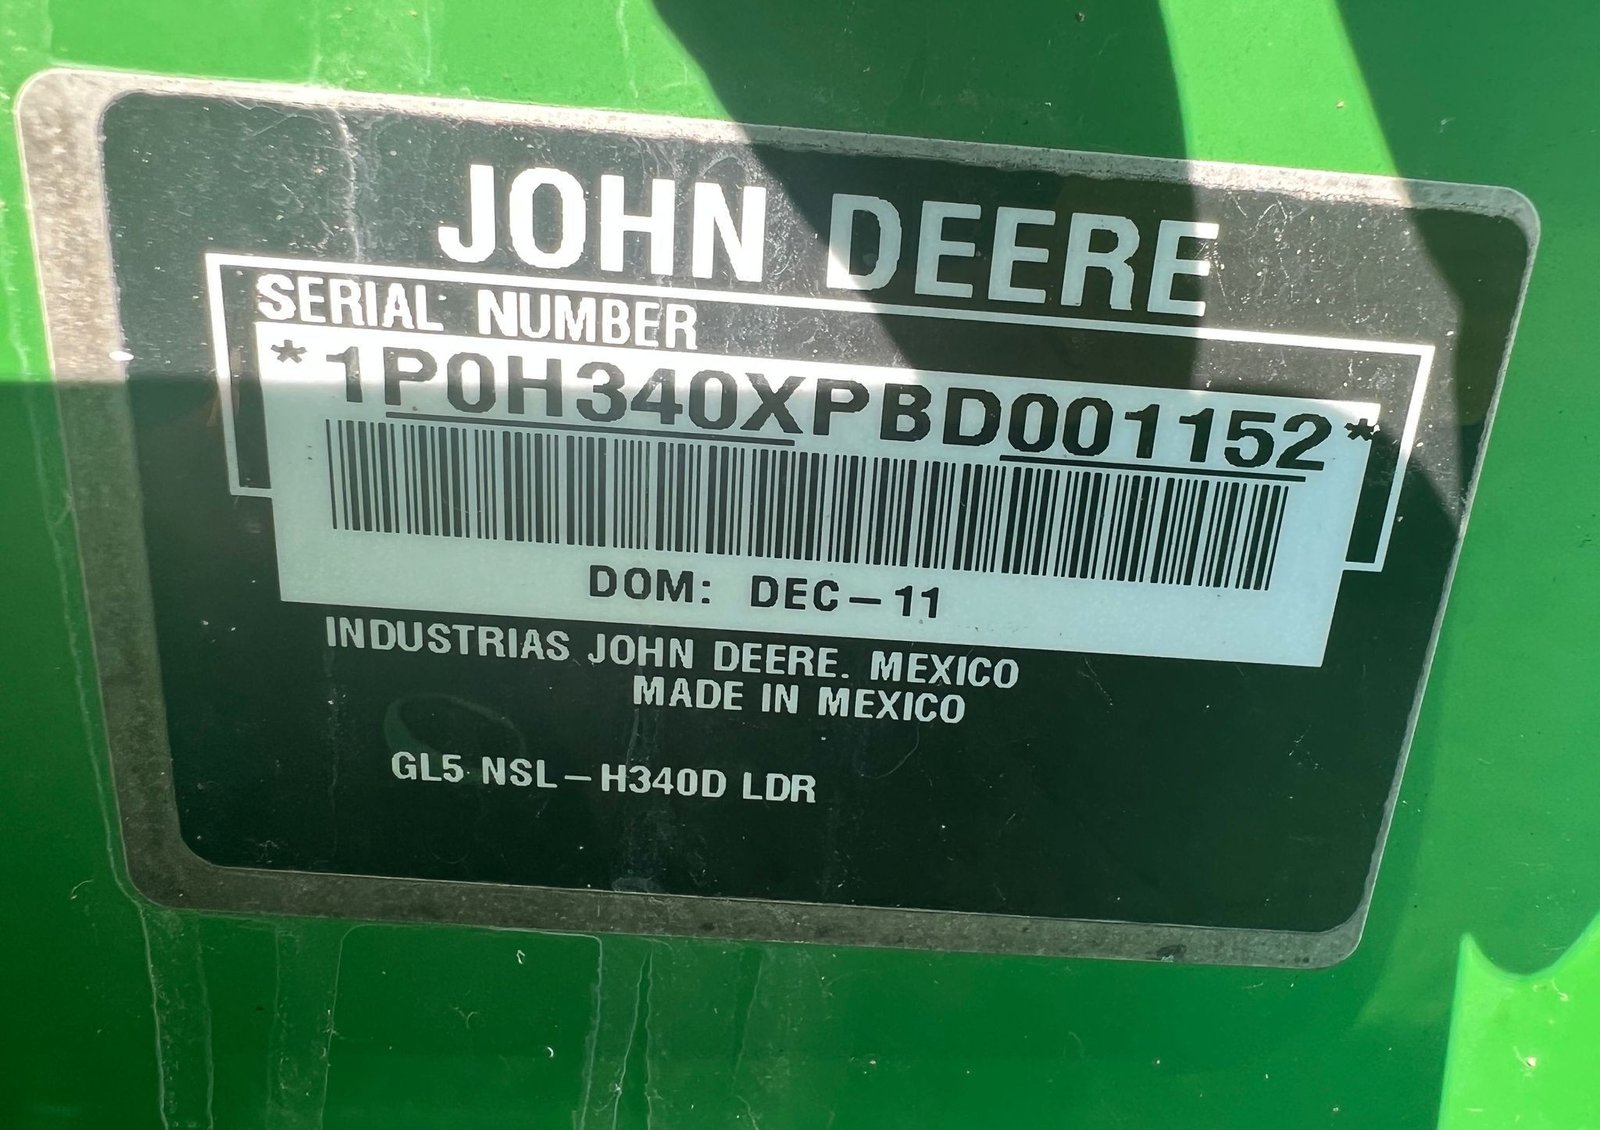 JOHN DEERE
SERIAL NUMBER
*1P0H340XPBD001152*
DOM: DEC-11
INDUSTRIAS JOHN DEERE. MEXICO
MADE IN MEXICO
GL5 NSL-H340D LDR